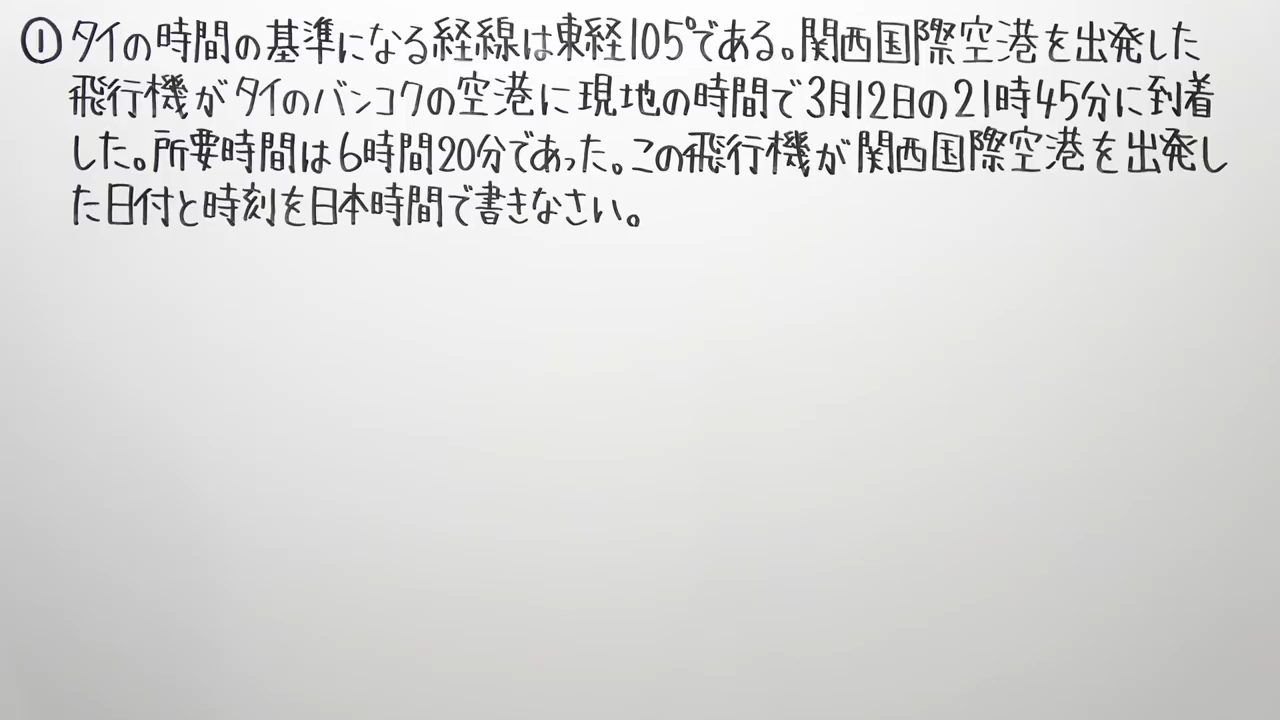 ①タイの時間の基準になる経線は東経105°である。関西国際空港を出発した
飛行機がタイのバンコクの空港に現地の時間で3月12日の21時45分に到着
した。所要時間は6時間20分であった。この飛行機が関西国際空港を出発し
た日付と時刻を日本時間で書きなさい。